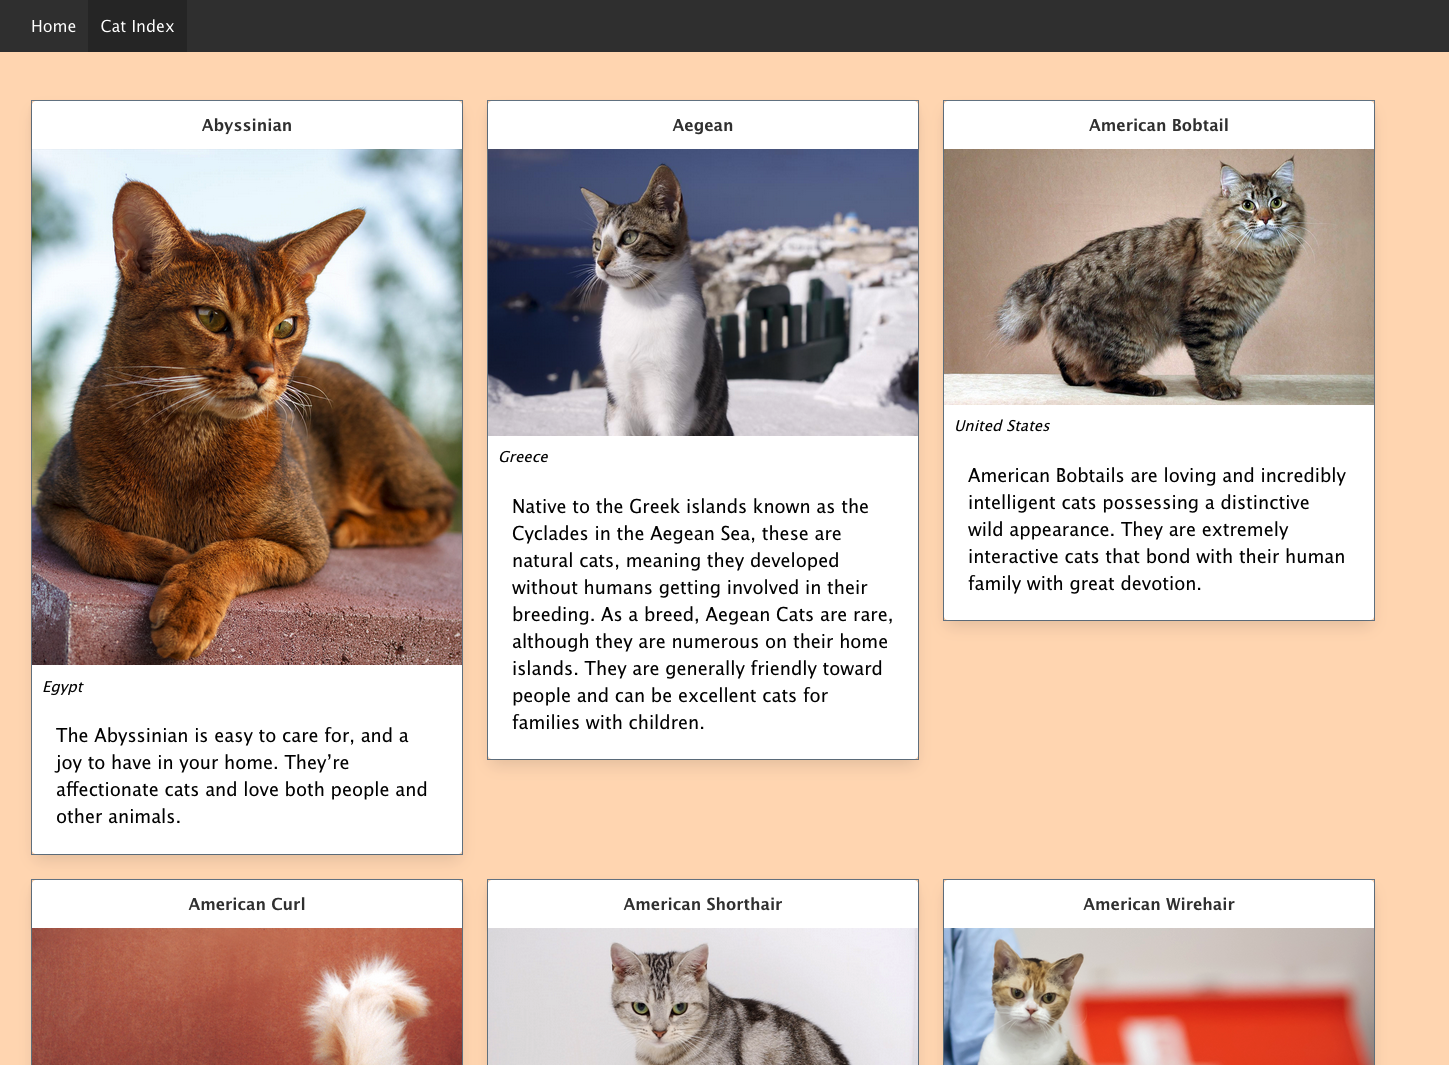 Home
Cat Index
Abyssinian
Egypt
The Abyssinian is easy to care for, and a
joy to have in your home. They’re
affectionate cats and love both people and
other animals.
Aegean
Greece
Native to the Greek islands known as the
Cyclades in the Aegean Sea, these are
natural cats, meaning they developed
without humans getting involved in their
breeding. As a breed, Aegean Cats are rare,
although they are numerous on their home
islands. They are generally friendly toward
people and can be excellent cats for
families with children.
American Bobtail
United States
American Bobtails are loving and incredibly
intelligent cats possessing a distinctive
wild appearance. They are extremely
interactive cats that bond with their human
family with great devotion.
American Curl
American Shorthair
American Wirehair